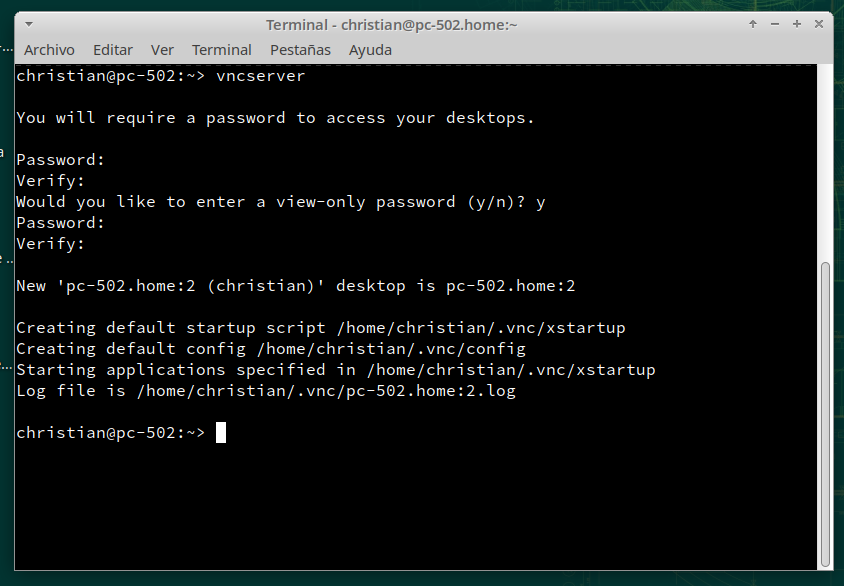 Terminal - christian@pc-502.home:~
Archivo Editar Ver Terminal Pestañas Ayuda
christian@pc-502:~> vncserver
You will require a password to access your desktops.
Password:
Verify:
Would you like to enter a view-only password (y/n)? y
Password:
Verify:
New 'pc-502.home:2 (christian)' desktop is pc-502.home:2
Creating default startup script /home/christian/.vnc/xstartup
Creating default config /home/christian/.vnc/config
Starting applications specified in /home/christian/.vnc/xstartup
Log file is /home/christian/.vnc/pc-502.home:2.log
christian@pc-502:~>